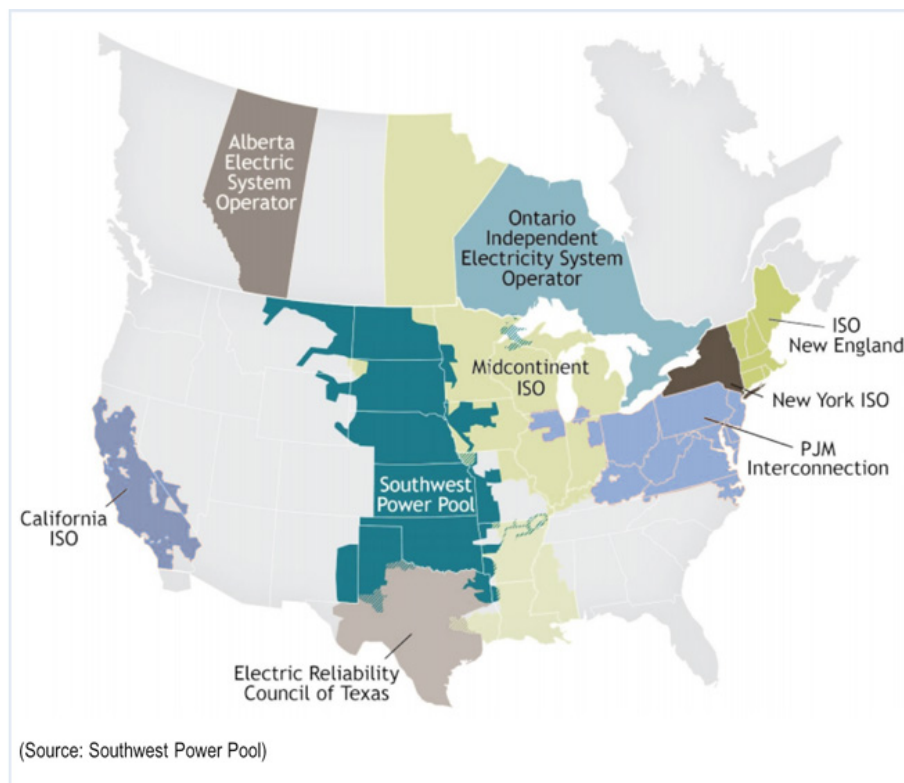 Alberta
Electric
System
Operator
Ontario
Independent
Electricity System
Operator
ISO
New England
Midcontinent
ISO
New York ISO
PJM
Interconnection
Southwest
Power Pool
California
ISO
Electric Reliability
Council of Texas
(Source: Southwest Power Pool)